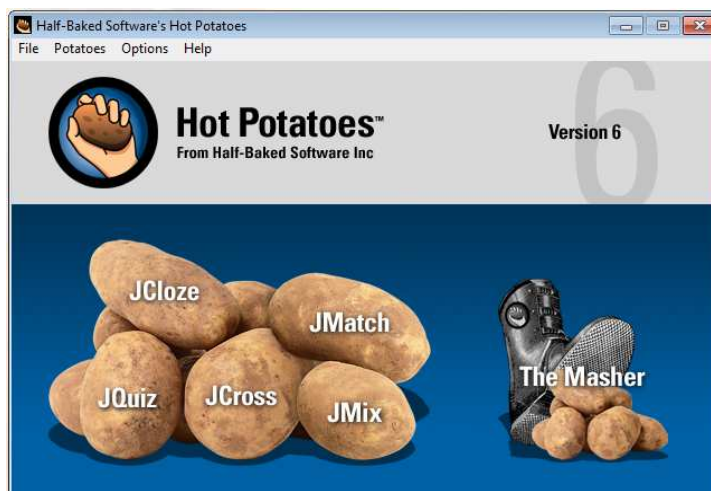 Half-Baked Software's Hot Potatoes
File Potatoes Options Help
Hot Potatoes™
From Half-Baked Software Inc
Version 6
6
JCloze
JMatch
JQuiz
JCross
JMix
The Masher